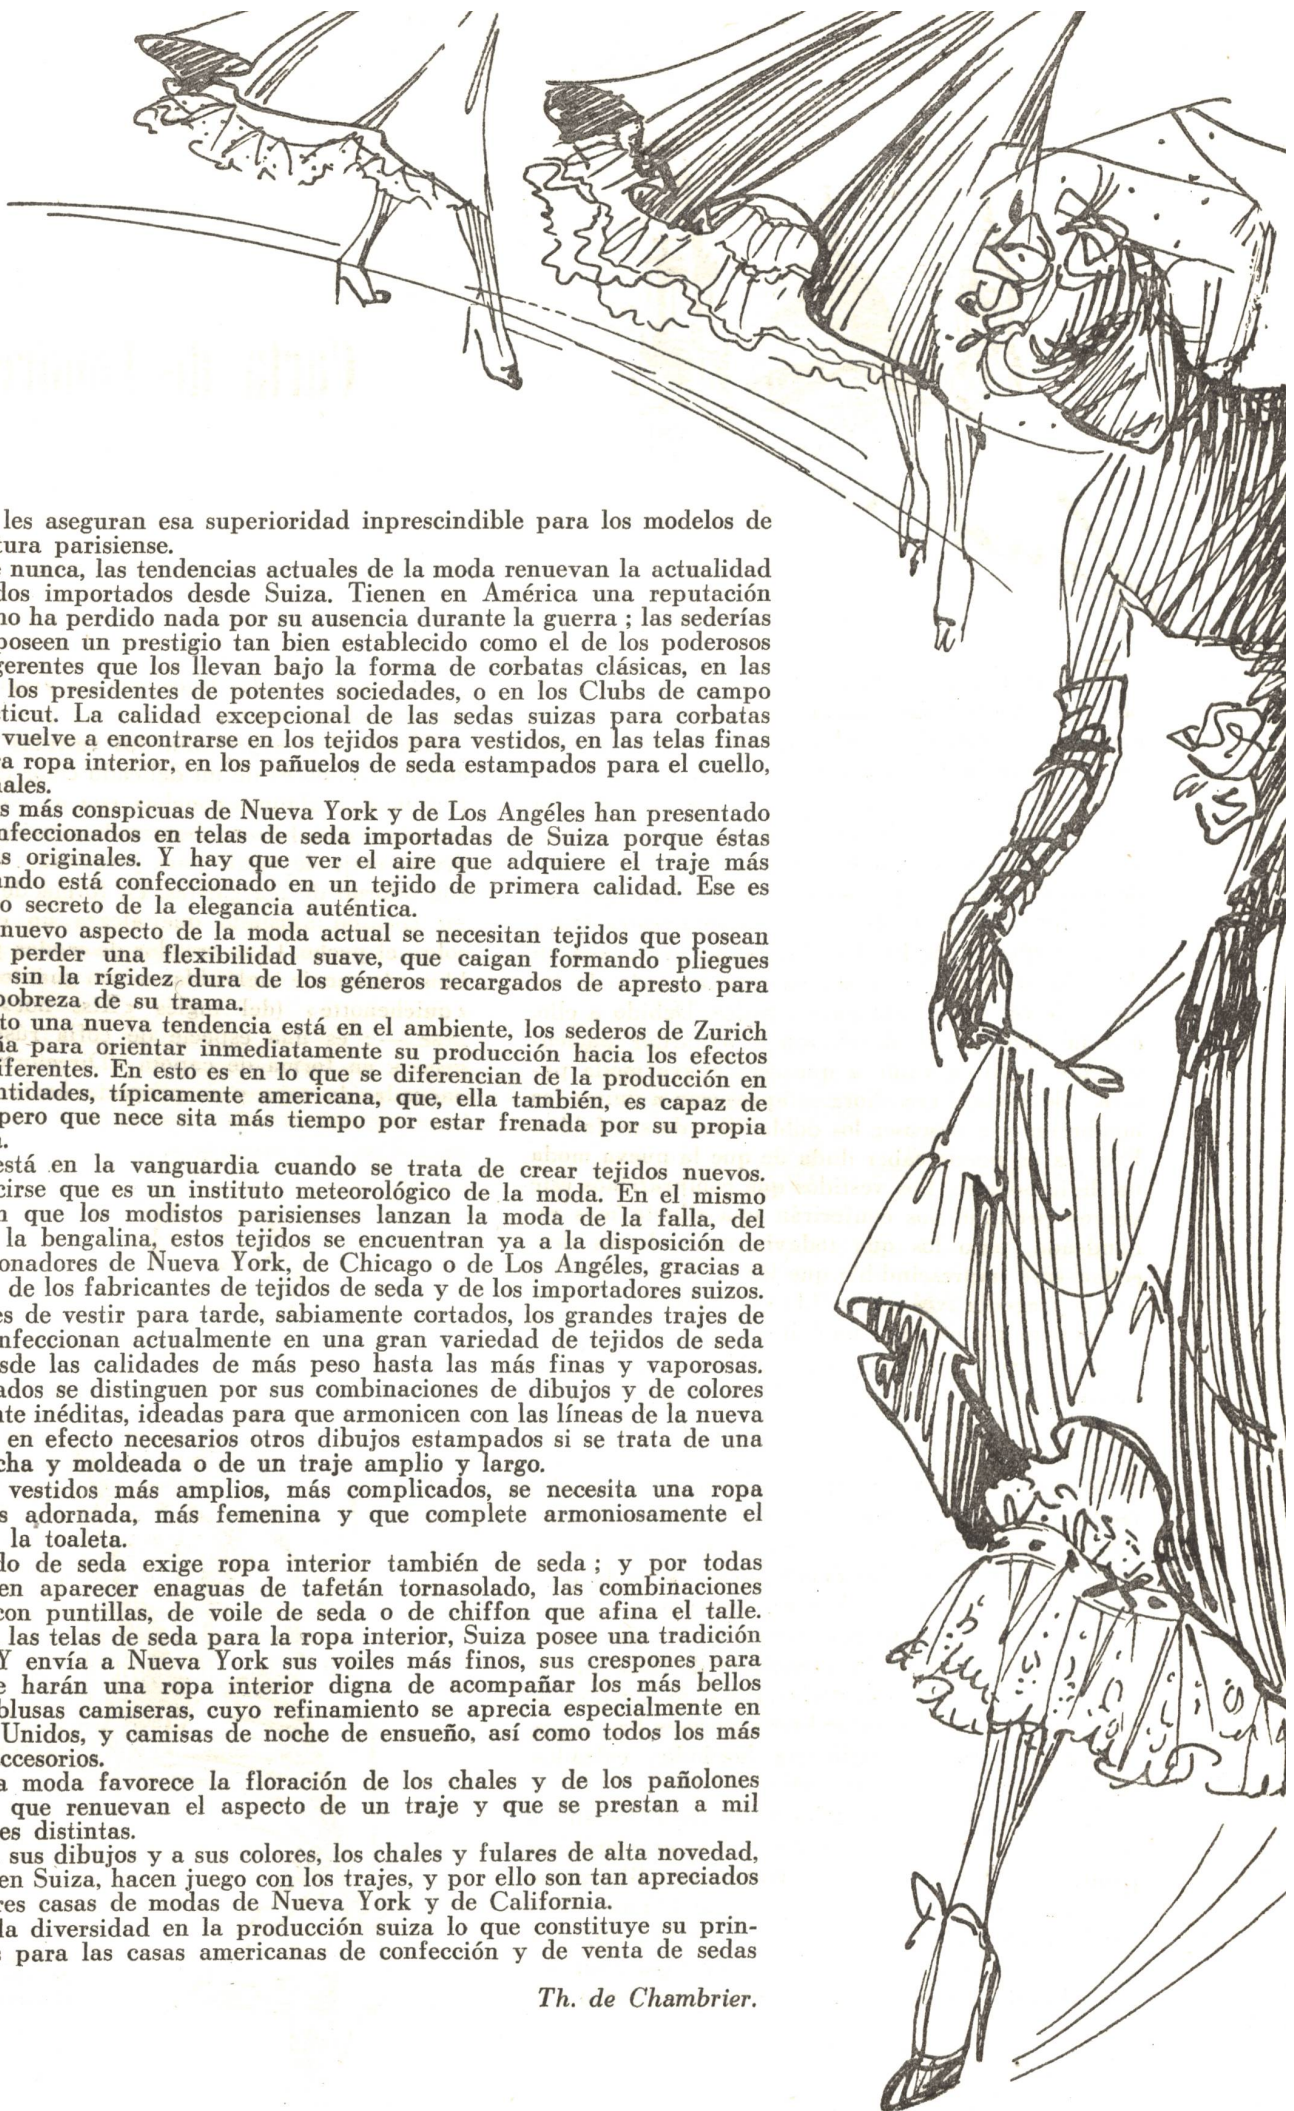 les aseguran esa superioridad inprescindible para los modelos de
tura parisiense.
nunca, las tendencias actuales de la moda renuevan la actualidad
dos importados desde Suiza. Tienen en América una reputación
no ha perdido nada por su ausencia durante la guerra ; las sederías
poseen un prestigio tan bien establecido como el de los poderosos
gerentes que los llevan bajo la forma de corbatas clásicas, en las
los presidentes de potentes sociedades, o en los Clubs de campo
ticut. La calidad excepcional de las sedas suizas para corbatas
vuelve a encontrarse en los tejidos para vestidos, en las telas finas
a ropa interior, en los pañuelos de seda estampados para el cuello,
ales.
s más conspicuas de Nueva York y de Los Angéles han presentado
nfeccionados en telas de seda importadas de Suiza porque éstas
s originales. Y hay que ver el aire que adquiere el traje más
ando está confeccionado en un tejido de primera calidad. Ese es
o secreto de la elegancia auténtica.
nuevo aspecto de la moda actual se necesitan tejidos que posean
perder una flexibilidad suave, que caigan formando pliegues
sin la rígidez dura de los géneros recargados de apresto para
pobreza de su trama.
to una nueva tendencia está en el ambiente, los sederos de Zurich
ía para orientar inmediatamente su producción hacia los efectos
iferentes. En esto es en lo que se diferencian de la producción en
ntidades, típicamente americana, que, ella también, es capaz de
pero que nece sita más tiempo por estar frenada por su propia
a.
está en la vanguardia cuando se trata de crear tejidos nuevos.
cirse que es un instituto meteorológico de la moda. En el mismo
n que los modistos parisienses lanzan la moda de la falla, del
la bengalina, estos tejidos se encuentran ya a la disposición de
onadores de Nueva York, de Chicago o de Los Angéles, gracias a
de los fabricantes de tejidos de seda y de los importadores suizos.
es de vestir para tarde, sabiamente cortados, los grandes trajes de
nfeccionan actualmente en una gran variedad de tejidos de seda
sde las calidades de más peso hasta las más finas y vaporosas.
ados se distinguen por sus combinaciones de dibujos y de colores
te inéditas, ideadas para que armonicen con las líneas de la nueva
en efecto necesarios otros dibujos estampados si se trata de una
cha y moldeada o de un traje amplio y largo.
vestidos más amplios, más complicados, se necesita una ropa
s adornada, más femenina y que complete armoniosamente el
la toaleta.
do de seda exige ropa interior también de seda ; y por todas
en aparecer enaguas de tafetán tornasolado, las combinaciones
con puntillas, de voile de seda o de chiffon que afina el talle.
las telas de seda para la ropa interior, Suiza posee una tradición
Y envía a Nueva York sus voiles más finos, sus crespones para
e harán una ropa interior digna de acompañar los más bellos
blusas camiseras, cuyo refinamiento se aprecia especialmente en
Unidos, y camisas de noche de ensueño, así como todos los más
ccesorios.
a moda favorece la floración de los chales y de los pañolones
que renuevan el aspecto de un traje y que se prestan a mil
es distintas.
sus dibujos y a sus colores, los chales y fulares de alta novedad,
en Suiza, hacen juego con los trajes, y por ello son tan apreciados
res casas de modas de Nueva York y de California.
la diversidad en la producción suiza lo que constituye su prin-
para las casas americanas de confección y de venta de sedas
Th. de Chambrier.